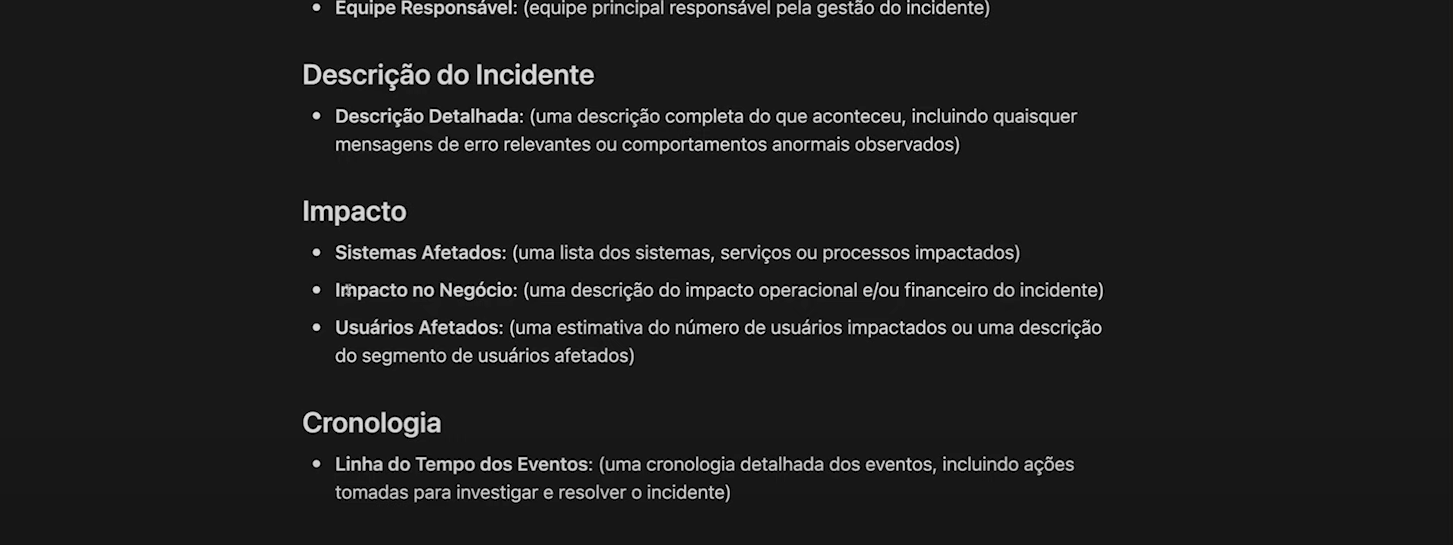 Equipe Responsável: (equipe principal responsável pela gestão do incidente)
Descrição do Incidente
Descrição Detalhada: (uma descrição completa do que aconteceu, incluindo quaisquer
mensagens de erro relevantes ou comportamentos anormais observados)
Impacto
Sistemas Afetados: (uma lista dos sistemas, serviços ou processos impactados)
Impacto no Negócio: (uma descrição do impacto operacional e/ou financeiro do incidente)
Usuários Afetados: (uma estimativa do número de usuários impactados ou uma descrição
do segmento de usuários afetados)
Cronologia
Linha do Tempo dos Eventos: (uma cronologia detalhada dos eventos, incluindo ações
tomadas para investigar e resolver o incidente)